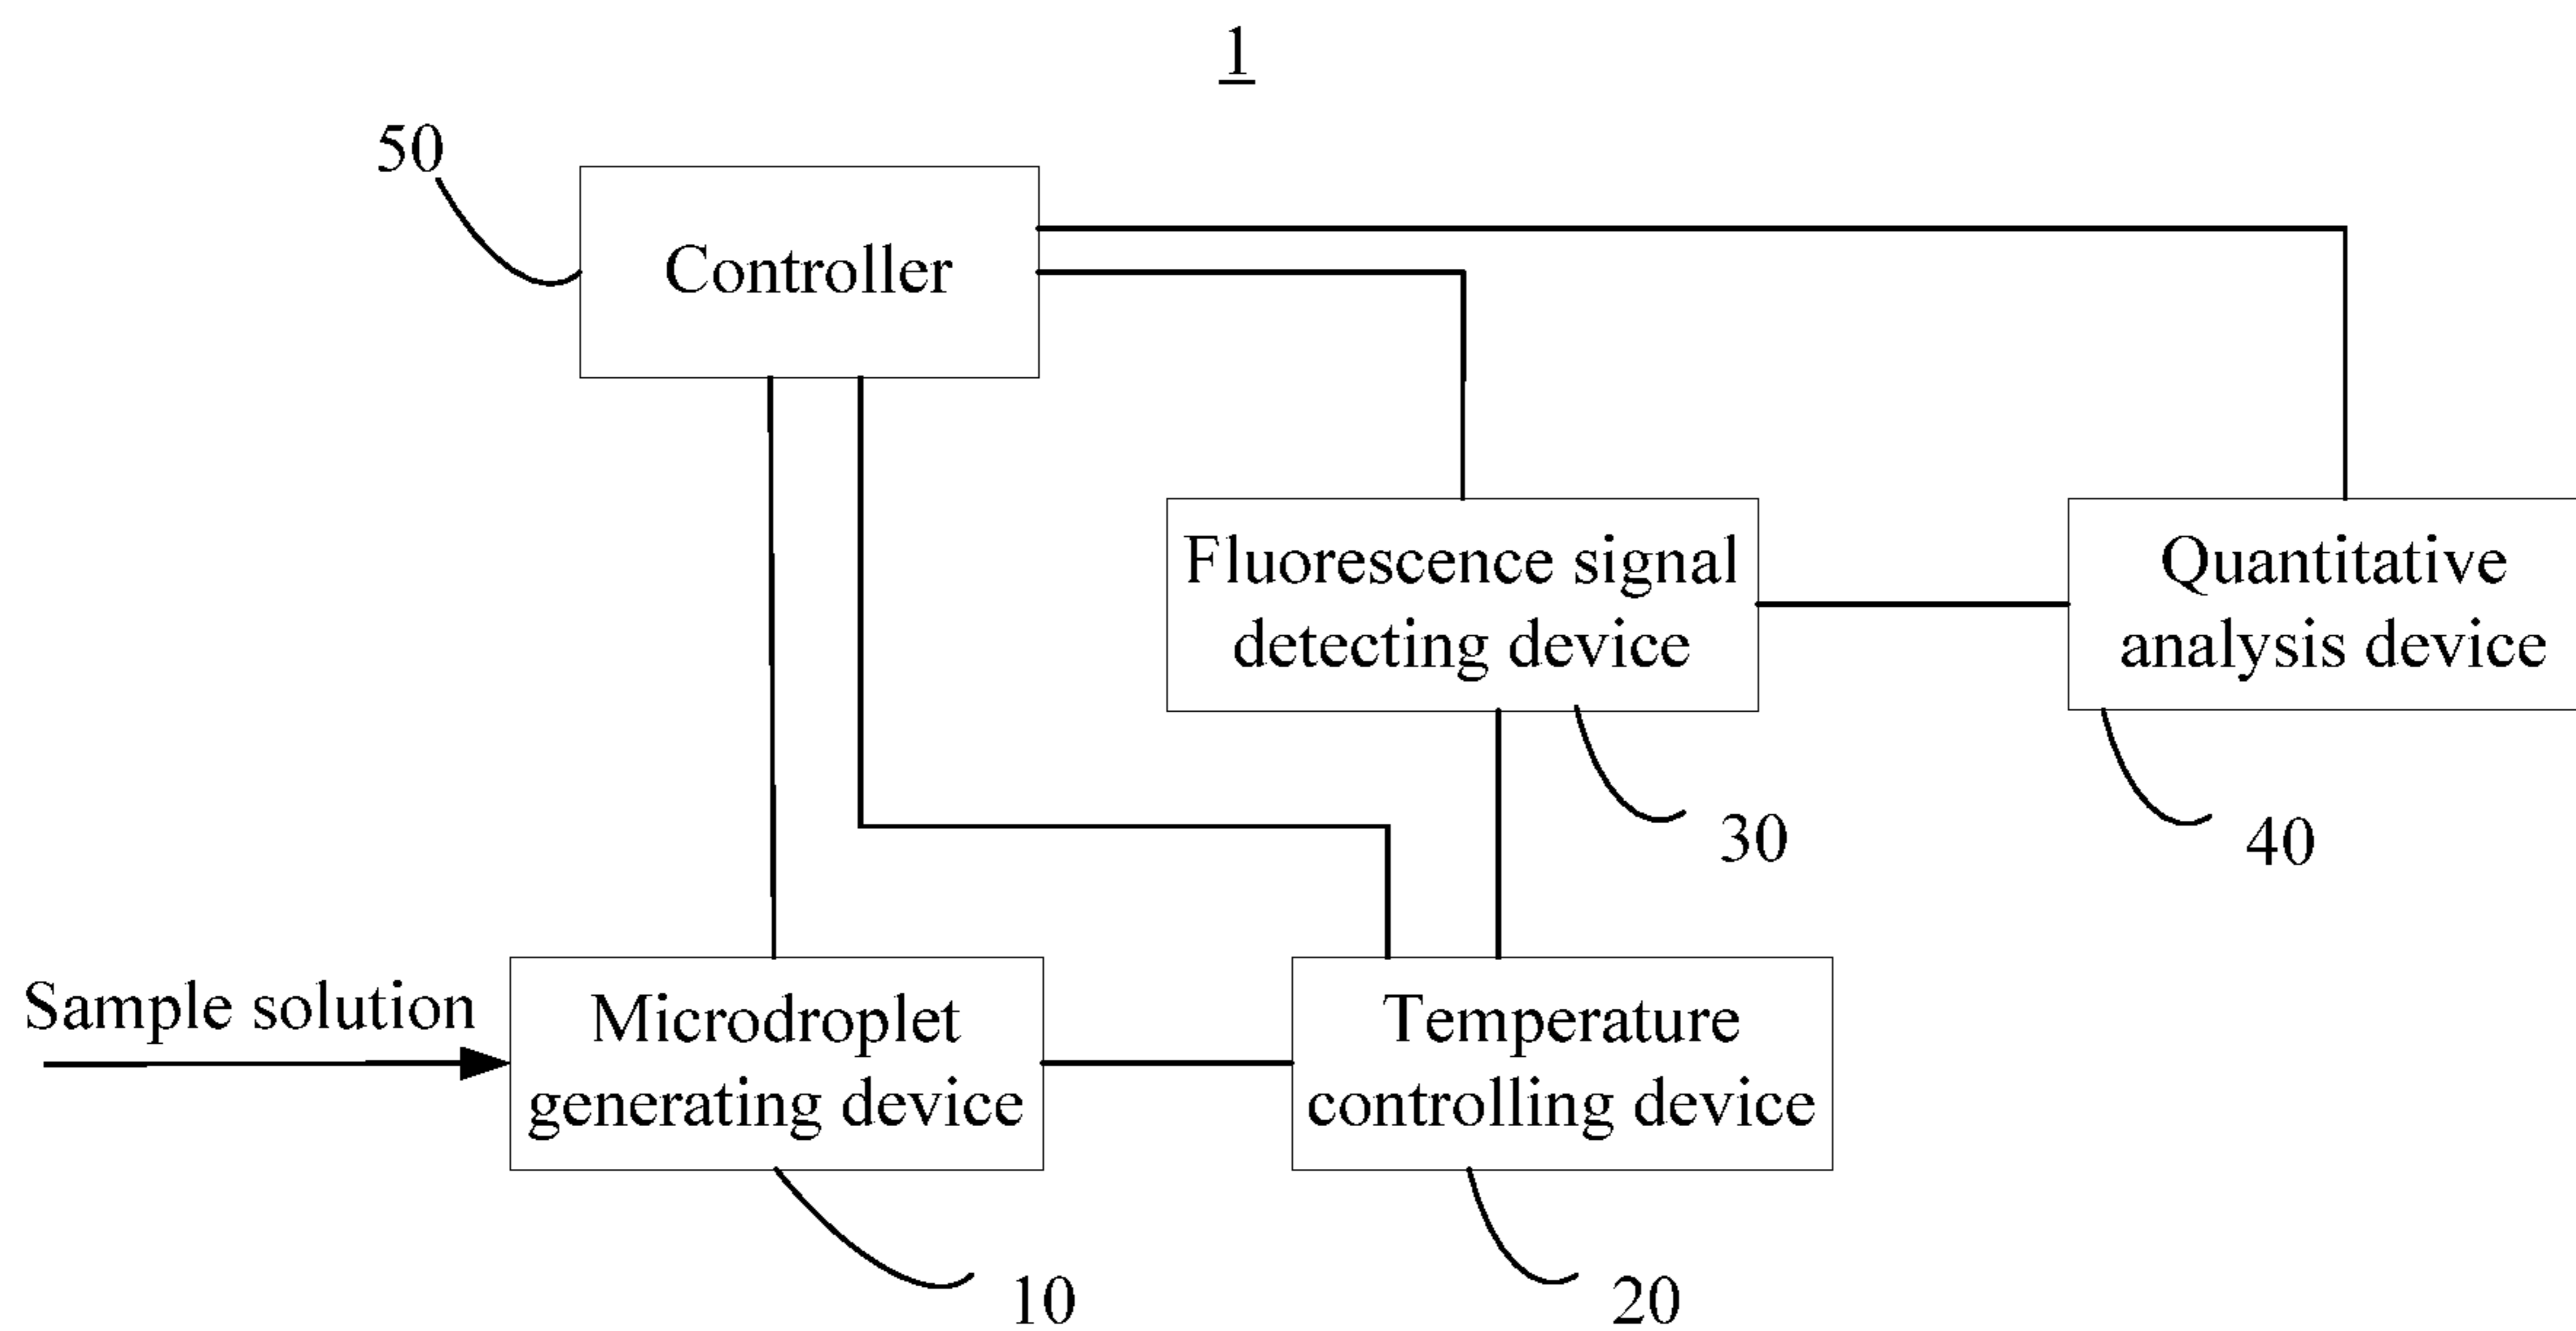 1
50
Controller
Fluorescence signal
detecting device
Quantitative
analysis device
30
40
Sample solution
Microdroplet
generating device
Temperature
controlling device
10
20